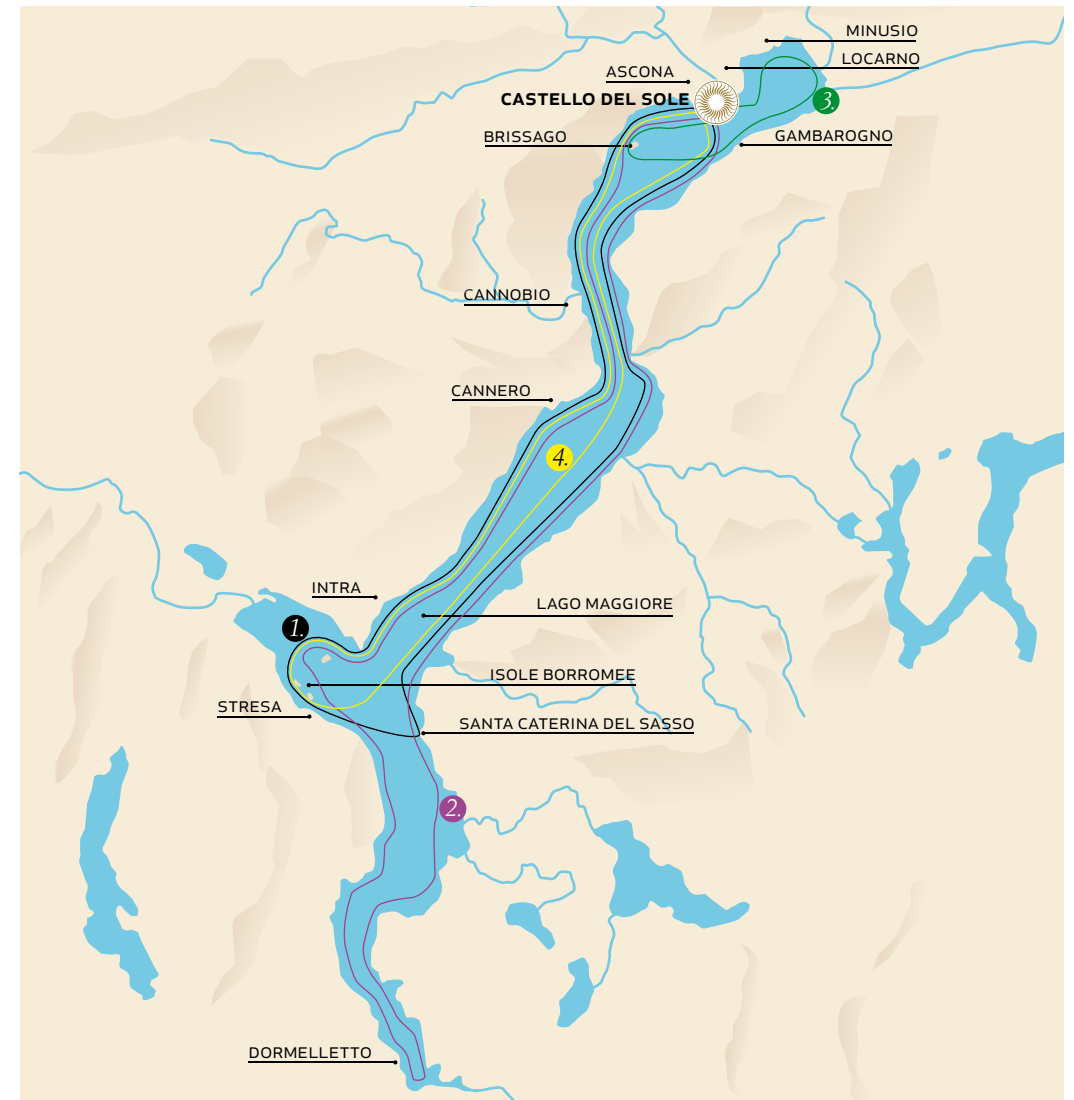 MINUSIO
LOCARNO
ASCONA
CASTELLO DEL SOLE
3.
BRISSAGO
GAMBAROGNO
CANNOBIO
CANNERO
4.
INTRA
LAGO MAGGIORE
1.
ISOLE BORROMEE
STRESA
SANTA CATERINA DEL SASSO
2.
DORMELLETTO